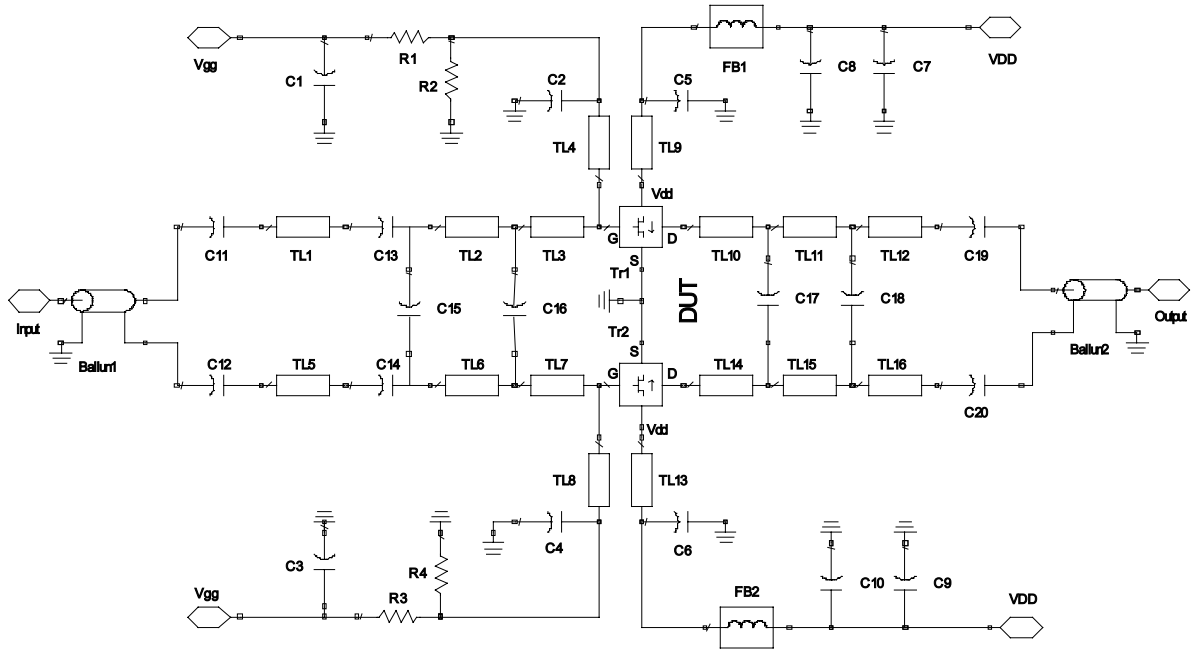 Vgg
C1
R1
R2
C2
TL4
C5
TL9
FB1
C8
C7
VDD
Vdd
C11
TL1
C13
TL2
TL3
G
D
S
TL10
TL11
TL12
C19
Tr1
Input
Ballun1
C15
C16
DUT
C17
C18
Ballun2
Output
Tr2
S
C12
TL5
C14
TL6
TL7
G
D
TL14
TL15
TL16
C20
Vdd
TL8
TL13
C3
R4
C4
C6
Vgg
R3
FB2
C10
C9
VDD